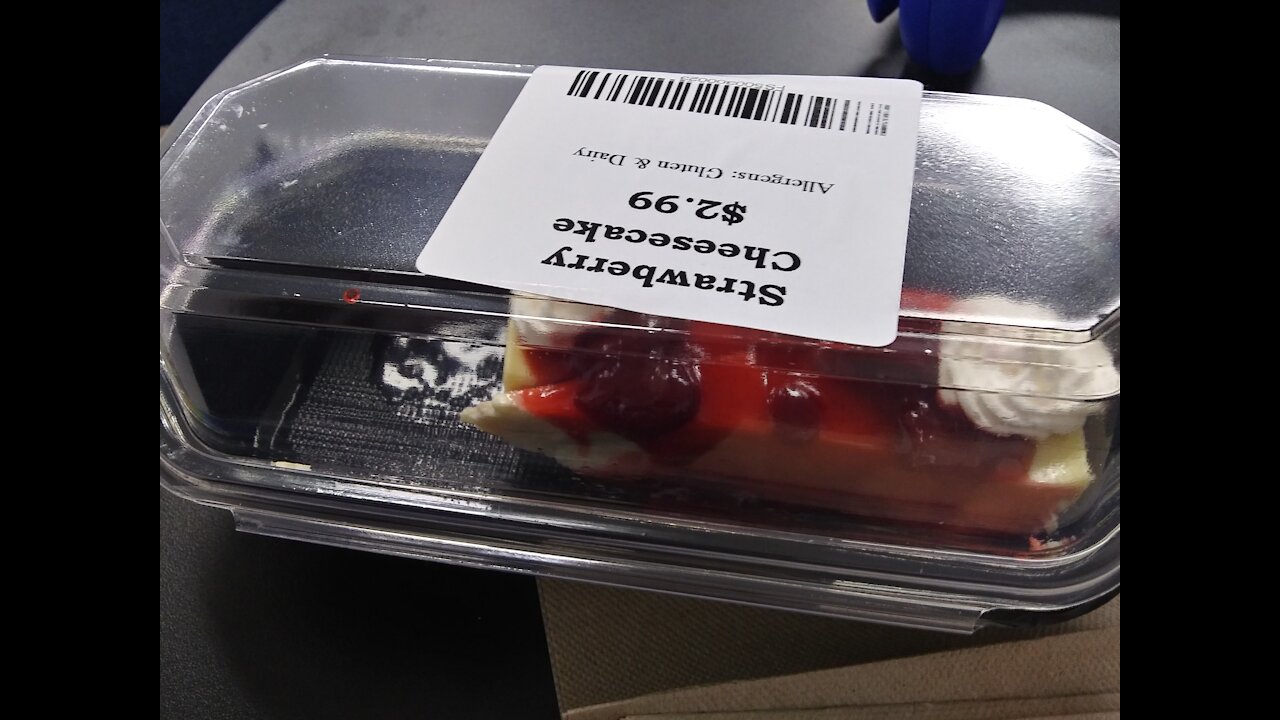 Strawberry
Cheesecake
$2.99
Allergens: Gluten & Dairy